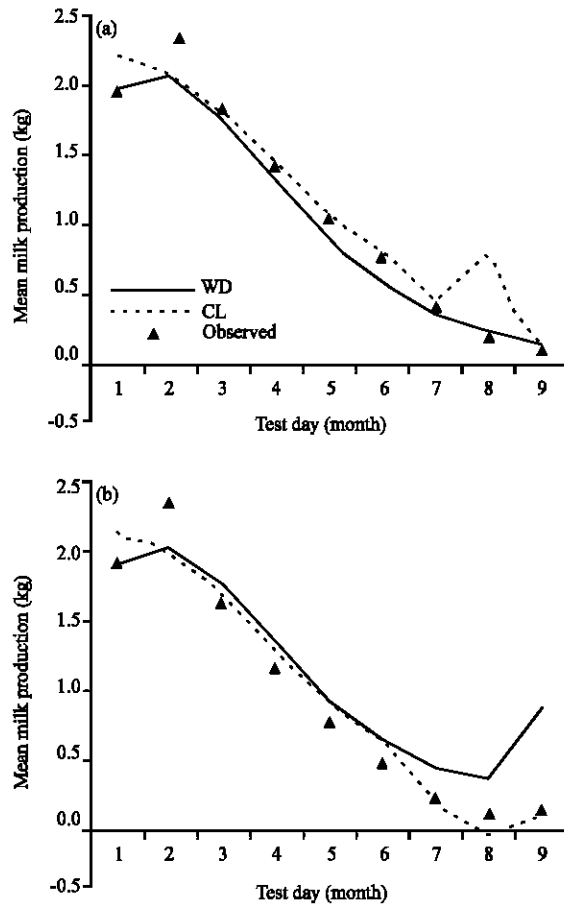 (a)
2.5
2.0
1.5
1.0
0.5
0.0
-0.5
Mean milk production (kg)
WD
CL
Observed
1 2 3 4 5 6 7 8 9
Test day (month)
(b)
2.5
2.0
1.5
1.0
0.5
0.0
-0.5
Mean milk production (kg)
1 2 3 4 5 6 7 8 9
Test day (month)